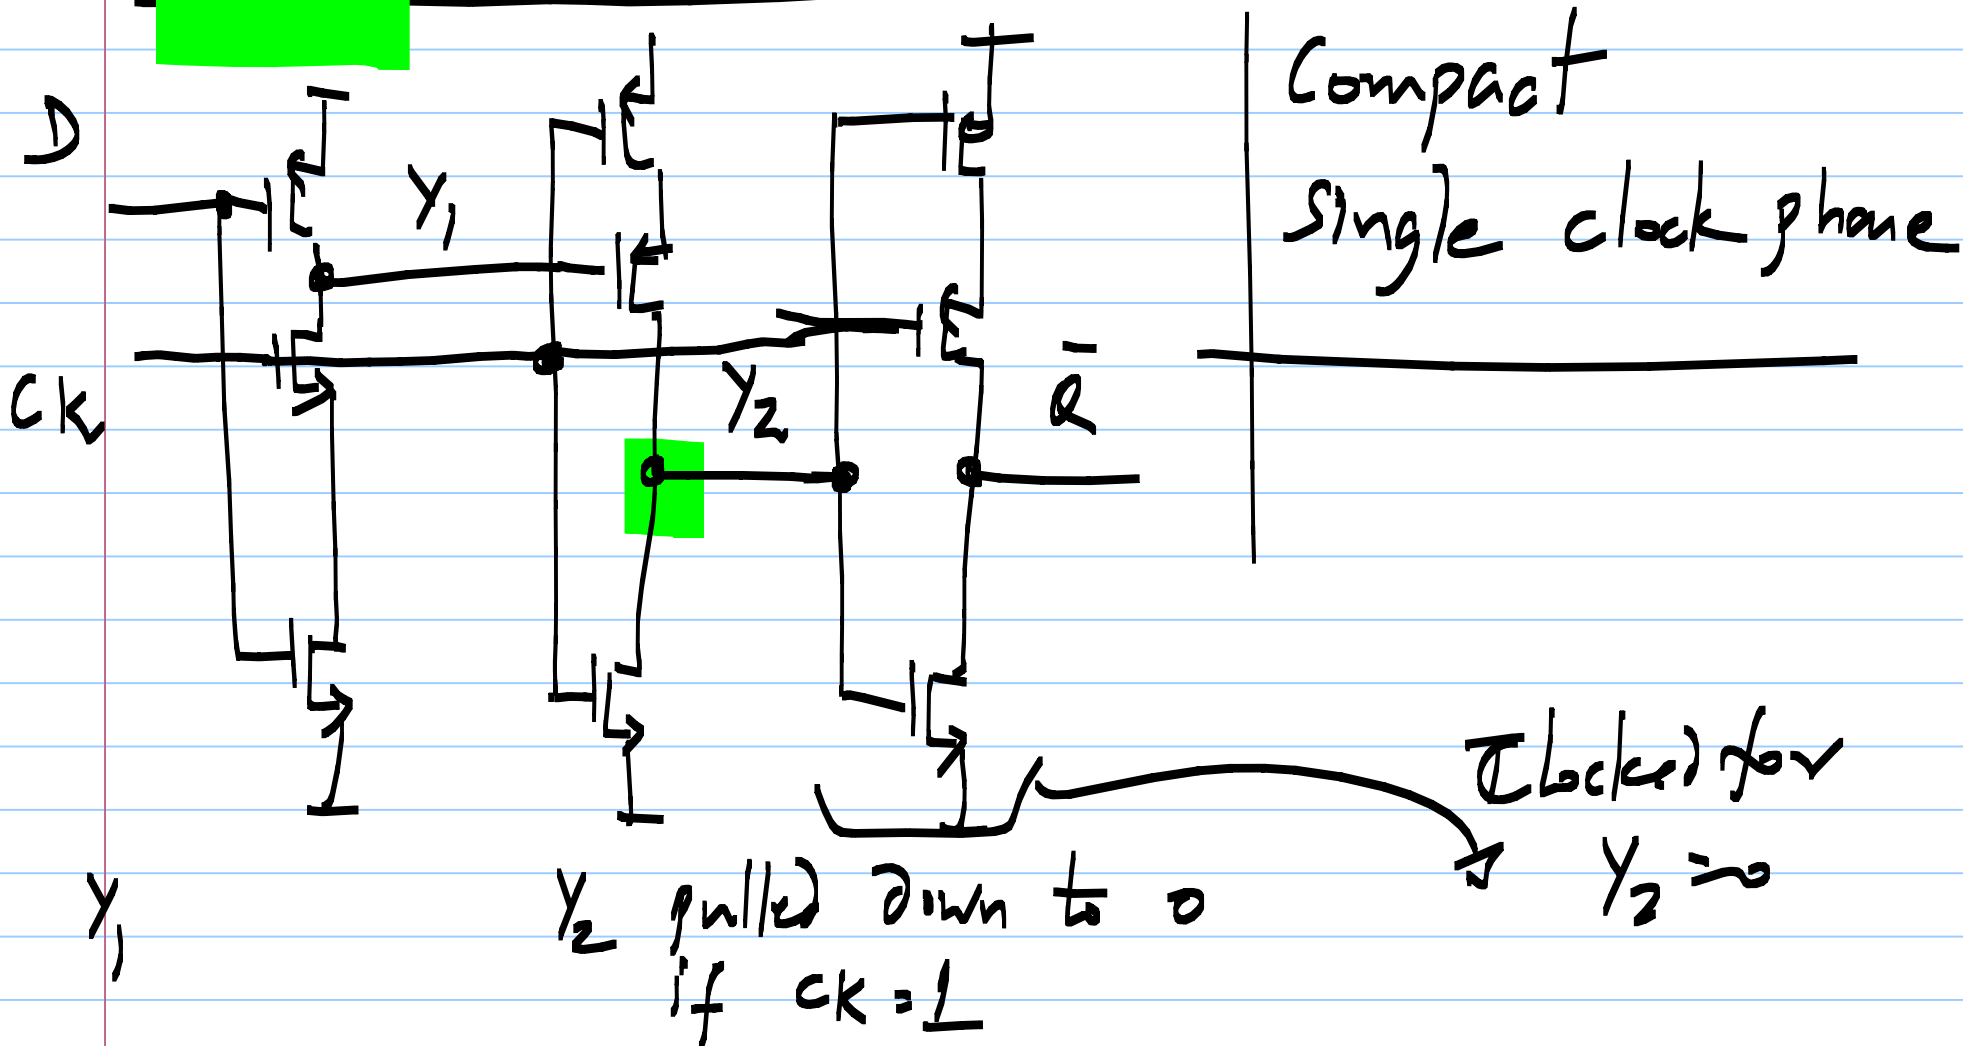 Compact
D
Y1
Single clock phone
CK
Y2
Q̄
Clocked for
Y1
Y2 pulled down to 0
Y2 = 0
if CK = 1